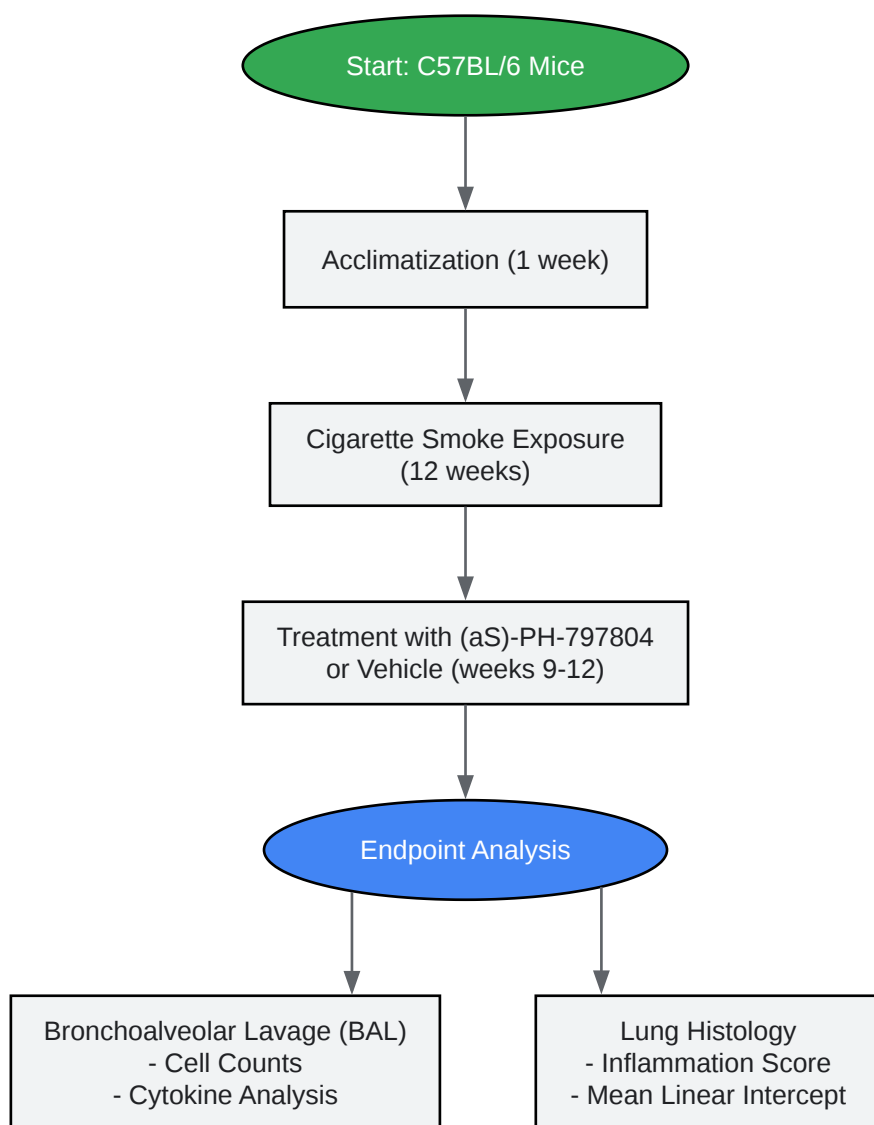 Start: C57BL/6 Mice
Acclimatization (1 week)
Cigarette Smoke Exposure
(12 weeks)
Treatment with (aS)-PH-797804
or Vehicle (weeks 9-12)
Endpoint Analysis
Bronchoalveolar Lavage (BAL)
- Cell Counts
- Cytokine Analysis
Lung Histology
- Inflammation Score
- Mean Linear Intercept